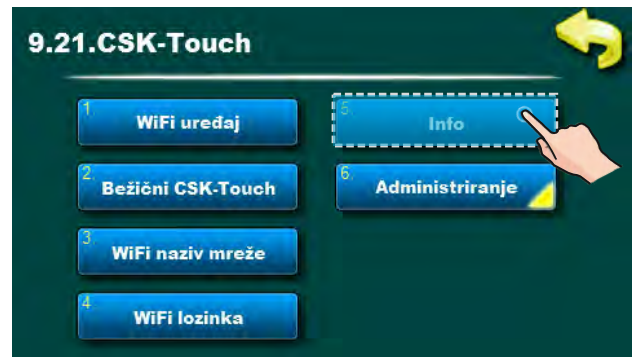 9.21.CSK-Touch
1
WiFi uređaj
2.
Bežični CSK-Touch
3.
WiFi naziv mreže
4
WiFi lozinka
5.
Info
6.
Administriranje